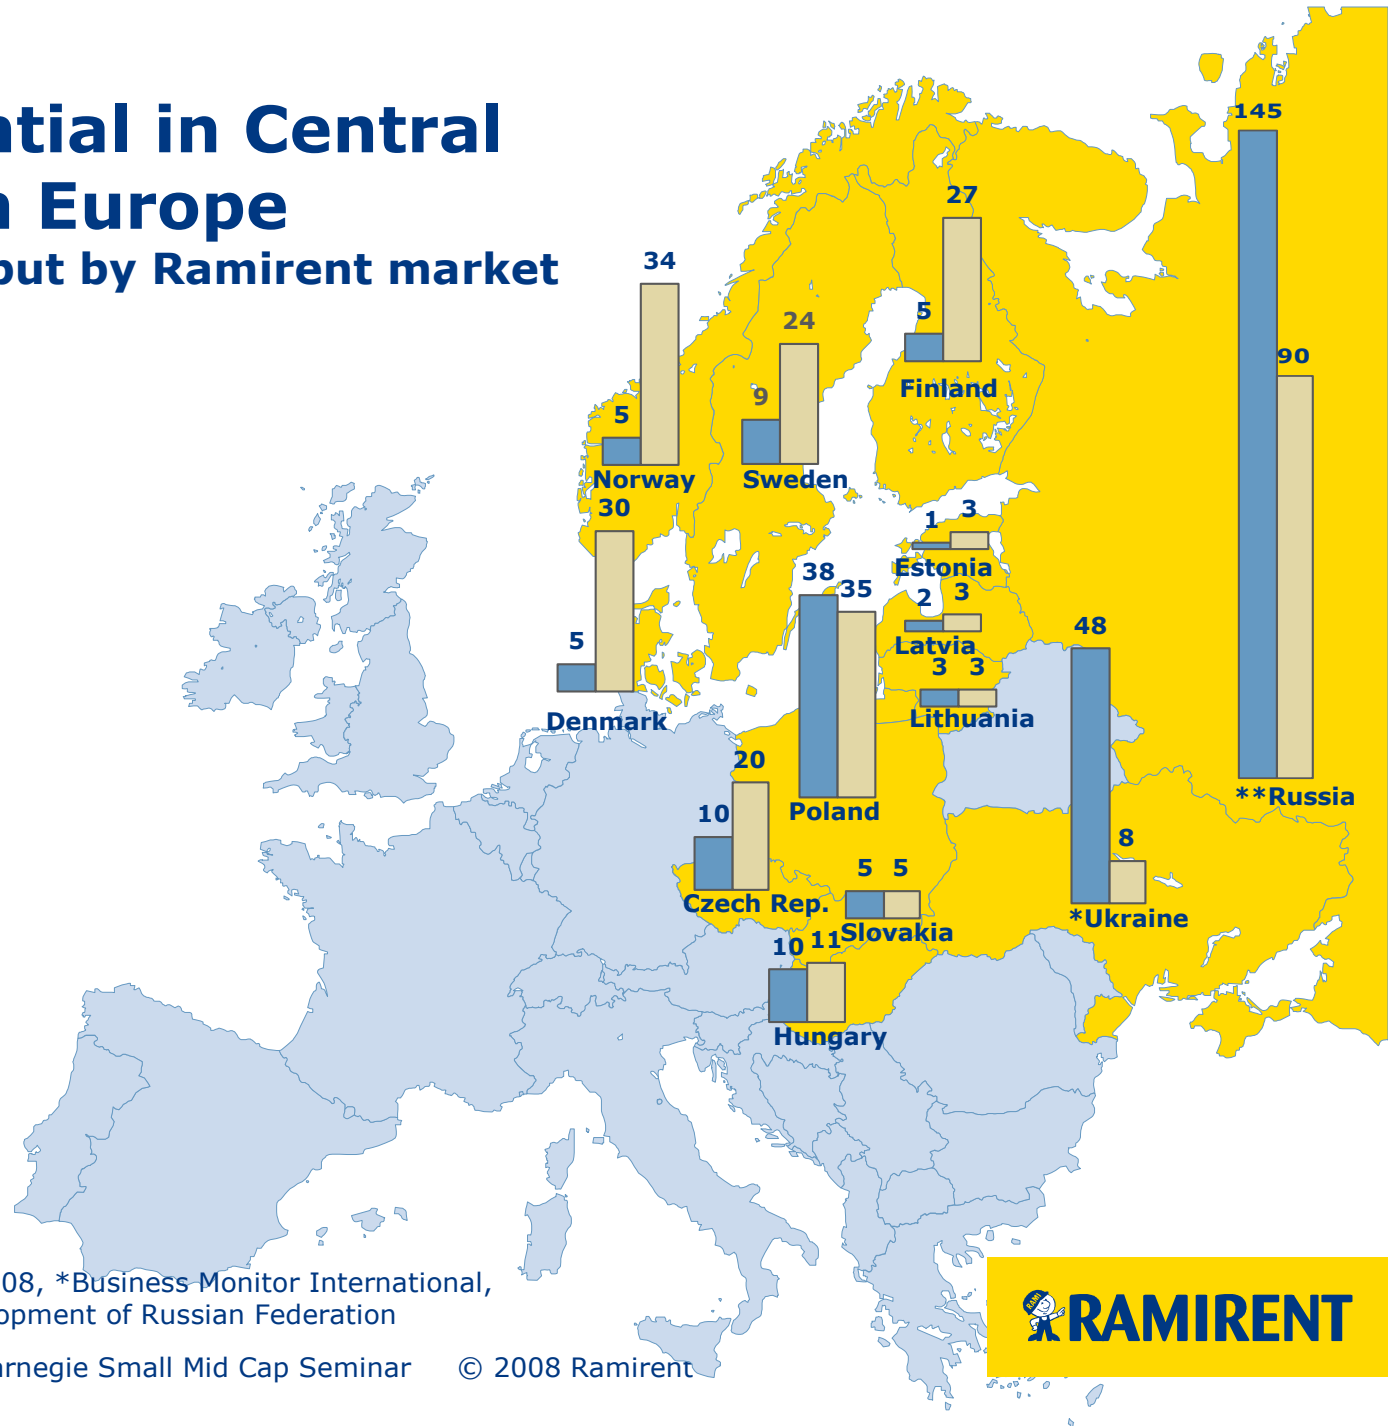 ntial in Central
n Europe
out by Ramirent market
145
90
**Russia
27
5
Finland
34
5
Norway
24
9
Sweden
30
5
Denmark
1
3
Estonia
2
3
Latvia
3
3
Lithuania
38
35
Poland
48
8
*Ukraine
20
10
Czech Rep.
5
5
Slovakia
10
11
Hungary
08, *Business Monitor International,
opment of Russian Federation
arnegie Small Mid Cap Seminar © 2008 Ramirent
RAMI
RAMIRENT